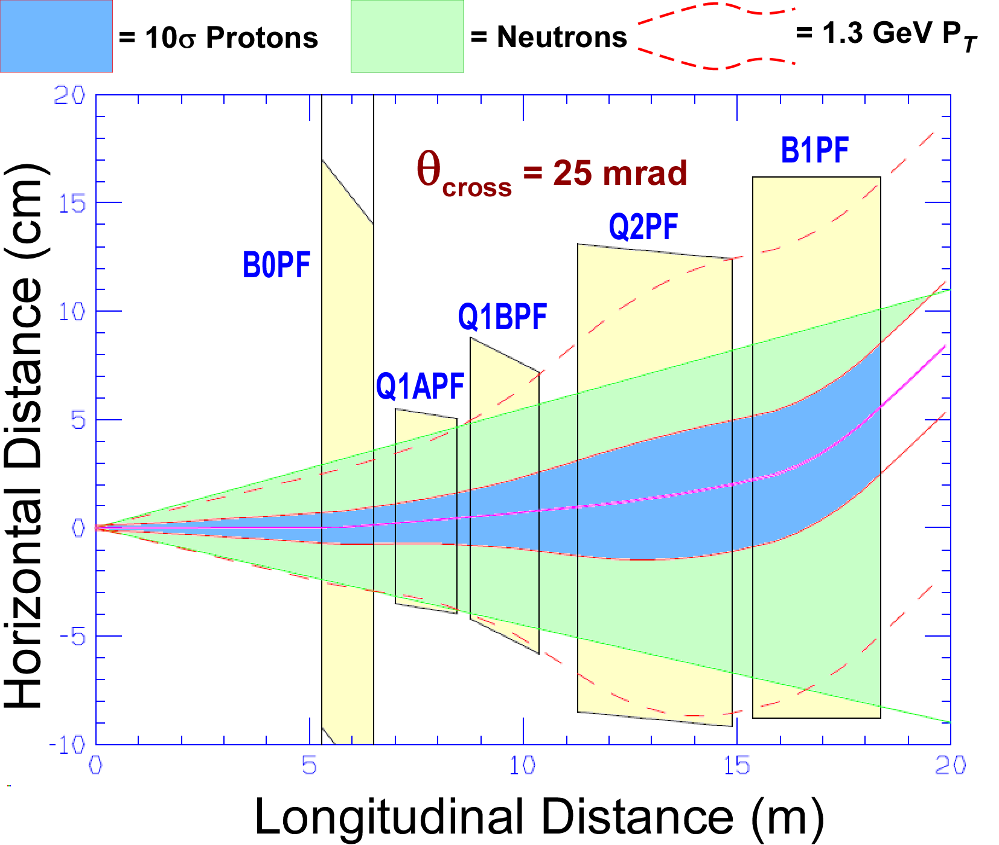 = 10σ Protons
= Neutrons
= 1.3 GeV P_T
20
15
10
5
0
-5
-10
Horizontal Distance (cm)
θcross = 25 mrad
B0PF
Q1APF
Q1BPF
Q2PF
B1PF
0 5 10 15 20
Longitudinal Distance (m)